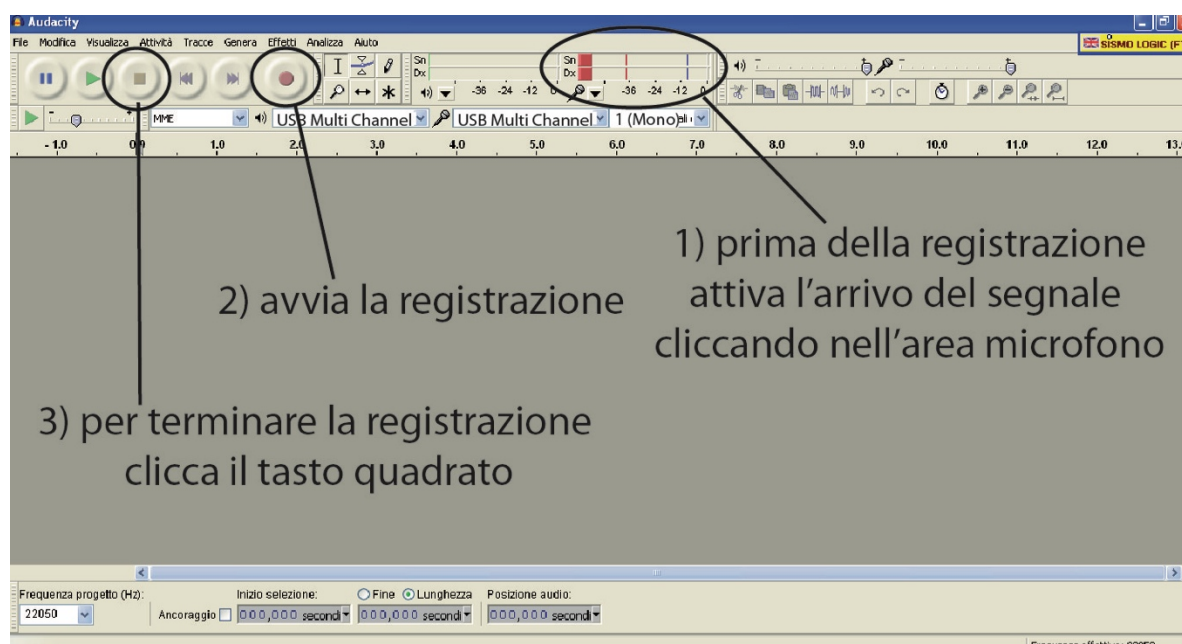 Audacity
File Modifica Visualizza Attività Tracce Genera Effetti Analizza Aiuto
SISMO LOGIC
Sn
Dx
-36 -24 -12 0
Sn
Dx
-36 -24 -12 0
MME
USB Multi Channel
USB Multi Channel
1 (Mono)
- 1.0 0.0 1.0 2.0 3.0 4.0 5.0 6.0 7.0 8.0 9.0 10.0 11.0 12.0 13.
1) prima della registrazione
attiva l'arrivo del segnale
cliccando nell'area microfono
2) avvia la registrazione
3) per terminare la registrazione
clicca il tasto quadrato
Frequenza progetto (Hz):
22050
Ancoraggio
Inizio selezione:
000,000 secondi
Fine Lunghezza
000,000 secondi
Posizione audio:
000,000 secondi